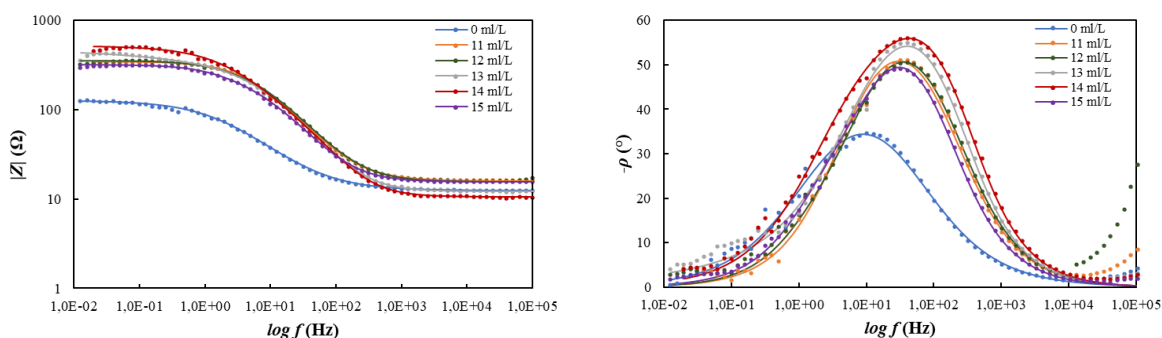 1000
100
10
1
|Z| (Ω)
1,0E−02 1,0E−01 1,0E+00 1,0E+01 1,0E+02 1,0E+03 1,0E+04 1,0E+05
log f (Hz)
0 ml/L
11 ml/L
12 ml/L
13 ml/L
14 ml/L
15 ml/L
60
50
40
30
20
10
0
-ρ (°)
1,0E−02 1,0E−01 1,0E+00 1,0E+01 1,0E+02 1,0E+03 1,0E+04 1,0E+05
log f (Hz)
0 ml/L
11 ml/L
12 ml/L
13 ml/L
14 ml/L
15 ml/L